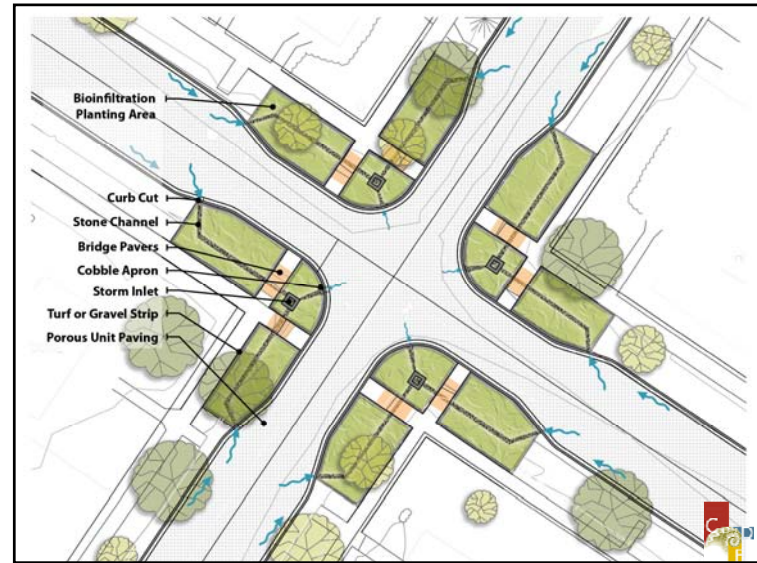 Bioinfiltration
Planting Area
Curb Cut
Stone Channel
Bridge Pavers
Cobble Apron
Storm Inlet
Turf or Gravel Strip
Porous Unit Paving
C
D
F